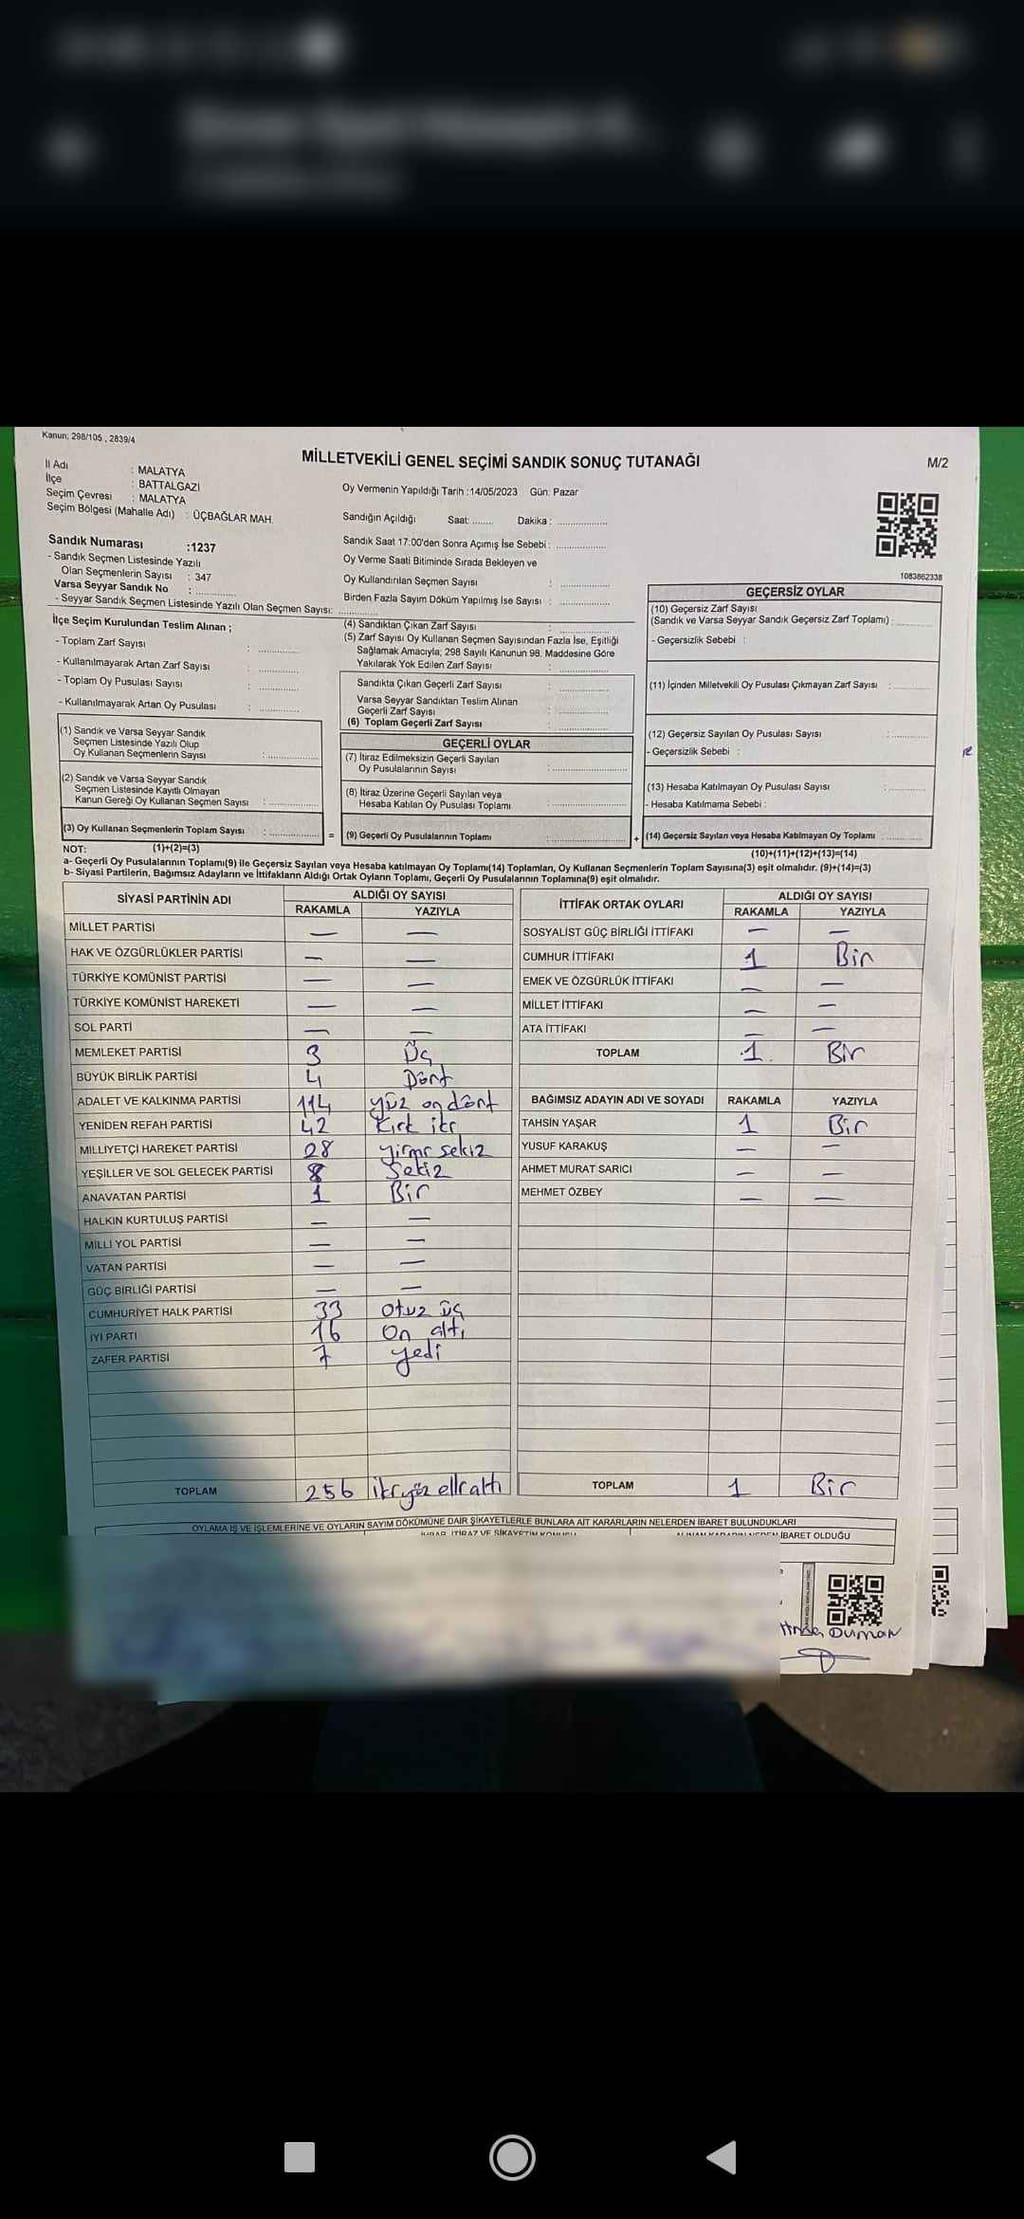 Kanun: 298/105 , 2839/4
MİLLETVEKİLİ GENEL SEÇİMİ SANDIK SONUÇ TUTANAĞI
M/2
İl Adı : MALATYA
İlçe : BATTALGAZİ
Seçim Çevresi : MALATYA
Seçim Bölgesi (Mahalle Adı) : ÜÇBAĞLAR MAH.
Sandık Numarası :1237
- Sandık Seçmen Listesinde Yazılı
Olan Seçmenlerin Sayısı : 347
Varsa Seyyar Sandık No : ............
- Seyyar Sandık Seçmen Listesinde Yazılı Olan Seçmen Sayısı: ............
Oy Vermenin Yapıldığı Tarih :14/05/2023 Gün: Pazar
Sandığın Açıldığı Saat: ....... Dakika : ...............
Sandık Saat 17:00'den Sonra Açımış İse Sebebi : ...............
Oy Verme Saati Bitiminde Sırada Bekleyen ve
Oy Kullandırılan Seçmen Sayısı : ...............
Birden Fazla Sayım Döküm Yapılmış İse Sayısı : ...............
1083862338
İlçe Seçim Kurulundan Teslim Alınan ;
- Toplam Zarf Sayısı : ............
- Kullanılmayarak Artan Zarf Sayısı : ............
- Toplam Oy Pusulası Sayısı : ............
- Kullanılmayarak Artan Oy Pusulası : ............
(1) Sandık ve Varsa Seyyar Sandık
Seçmen Listesinde Yazılı Olup
Oy Kullanan Seçmenlerin Sayısı : ............
(2) Sandık ve Varsa Seyyar Sandık
Seçmen Listesinde Kayıtlı Olmayan
Kanun Gereği Oy Kullanan Seçmen Sayısı : ............
(3) Oy Kullanan Seçmenlerin Toplam Sayısı : ............
(1)+(2)=(3)
(4) Sandıktan Çıkan Zarf Sayısı : ...............
(5) Zarf Sayısı Oy Kullanan Seçmen Sayısından Fazla İse, Eşitliği
Sağlamak Amacıyla; 298 Sayılı Kanunun 98. Maddesine Göre
Yakılarak Yok Edilen Zarf Sayısı : ...............
Sandıkta Çıkan Geçerli Zarf Sayısı : ...............
Varsa Seyyar Sandıktan Teslim Alınan
Geçerli Zarf Sayısı : ...............
(6) Toplam Geçerli Zarf Sayısı : ...............
GEÇERLİ OYLAR
(7) İtiraz Edilmeksizin Geçerli Sayılan
Oy Pusulalarının Sayısı : ...............
(8) İtiraz Üzerine Geçerli Sayılan veya
Hesaba Katılan Oy Pusulası Toplamı : ...............
= (9) Geçerli Oy Pusulalarının Toplamı : ...............
GEÇERSİZ OYLAR
(10) Geçersiz Zarf Sayısı
(Sandık ve Varsa Seyyar Sandık Geçersiz Zarf Toplamı) : ............
- Geçersizlik Sebebi :
(11) İçinden Milletvekili Oy Pusulası Çıkmayan Zarf Sayısı : ............
(12) Geçersiz Sayılan Oy Pusulası Sayısı : ............
- Geçersizlik Sebebi :
(13) Hesaba Katılmayan Oy Pusulası Sayısı : ............
- Hesaba Katılmama Sebebi :
+ (14) Geçersiz Sayılan veya Hesaba Katılmayan Oy Toplamı : ............
(10)+(11)+(12)+(13)=(14)
NOT:
a- Geçerli Oy Pusulalarının Toplamı(9) ile Geçersiz Sayılan veya Hesaba katılmayan Oy Toplamı(14) Toplamları, Oy Kullanan Seçmenlerin Toplam Sayısına(3) eşit olmalıdır. (9)+(14)=(3)
b- Siyasi Partilerin, Bağımsız Adayların ve İttifakların Aldığı Ortak Oyların Toplamı, Geçerli Oy Pusulalarının Toplamına(9) eşit olmalıdır.
SİYASİ PARTİNİN ADI ALDIĞI OY SAYISI
RAKAMLA YAZIYLA
MİLLET PARTİSİ — —
HAK VE ÖZGÜRLÜKLER PARTİSİ — —
TÜRKİYE KOMÜNİST PARTİSİ — —
TÜRKİYE KOMÜNİST HAREKETİ — —
SOL PARTİ — —
MEMLEKET PARTİSİ 3 Üç
BÜYÜK BİRLİK PARTİSİ 4 Dört
ADALET VE KALKINMA PARTİSİ 114 yüz on dört
YENİDEN REFAH PARTİSİ 42 Kırk iki
MİLLİYETÇİ HAREKET PARTİSİ 28 yirmi sekiz
YEŞİLLER VE SOL GELECEK PARTİSİ 8 Sekiz
ANAVATAN PARTİSİ 1 Bir
HALKIN KURTULUŞ PARTİSİ — —
MİLLİ YOL PARTİSİ — —
VATAN PARTİSİ — —
GÜÇ BİRLİĞİ PARTİSİ — —
CUMHURİYET HALK PARTİSİ 33 Otuz üç
İYİ PARTİ 16 On altı
ZAFER PARTİSİ 7 yedi
TOPLAM 256 ikiyüz elli altı
İTTİFAK ORTAK OYLARI ALDIĞI OY SAYISI
RAKAMLA YAZIYLA
SOSYALİST GÜÇ BİRLİĞİ İTTİFAKI — —
CUMHUR İTTİFAKI 1 Bir
EMEK VE ÖZGÜRLÜK İTTİFAKI — —
MİLLET İTTİFAKI — —
ATA İTTİFAKI — —
TOPLAM 1 Bir
BAĞIMSIZ ADAYIN ADI VE SOYADI RAKAMLA YAZIYLA
TAHSİN YAŞAR 1 Bir
YUSUF KARAKUŞ — —
AHMET MURAT SARICI — —
MEHMET ÖZBEY — —
TOPLAM 1 Bir
OYLAMA İŞ VE İŞLEMLERİNE VE OYLARIN SAYIM DÖKÜMÜNE DAİR ŞİKAYETLERLE BUNLARA AİT KARARLARIN NELERDEN İBARET BULUNDUKLARI
İHBAR, İTİRAZ VE ŞİKAYETİN KONUSU
ALINAN KARARIN NEDEN İBARET OLDUĞU
Duman